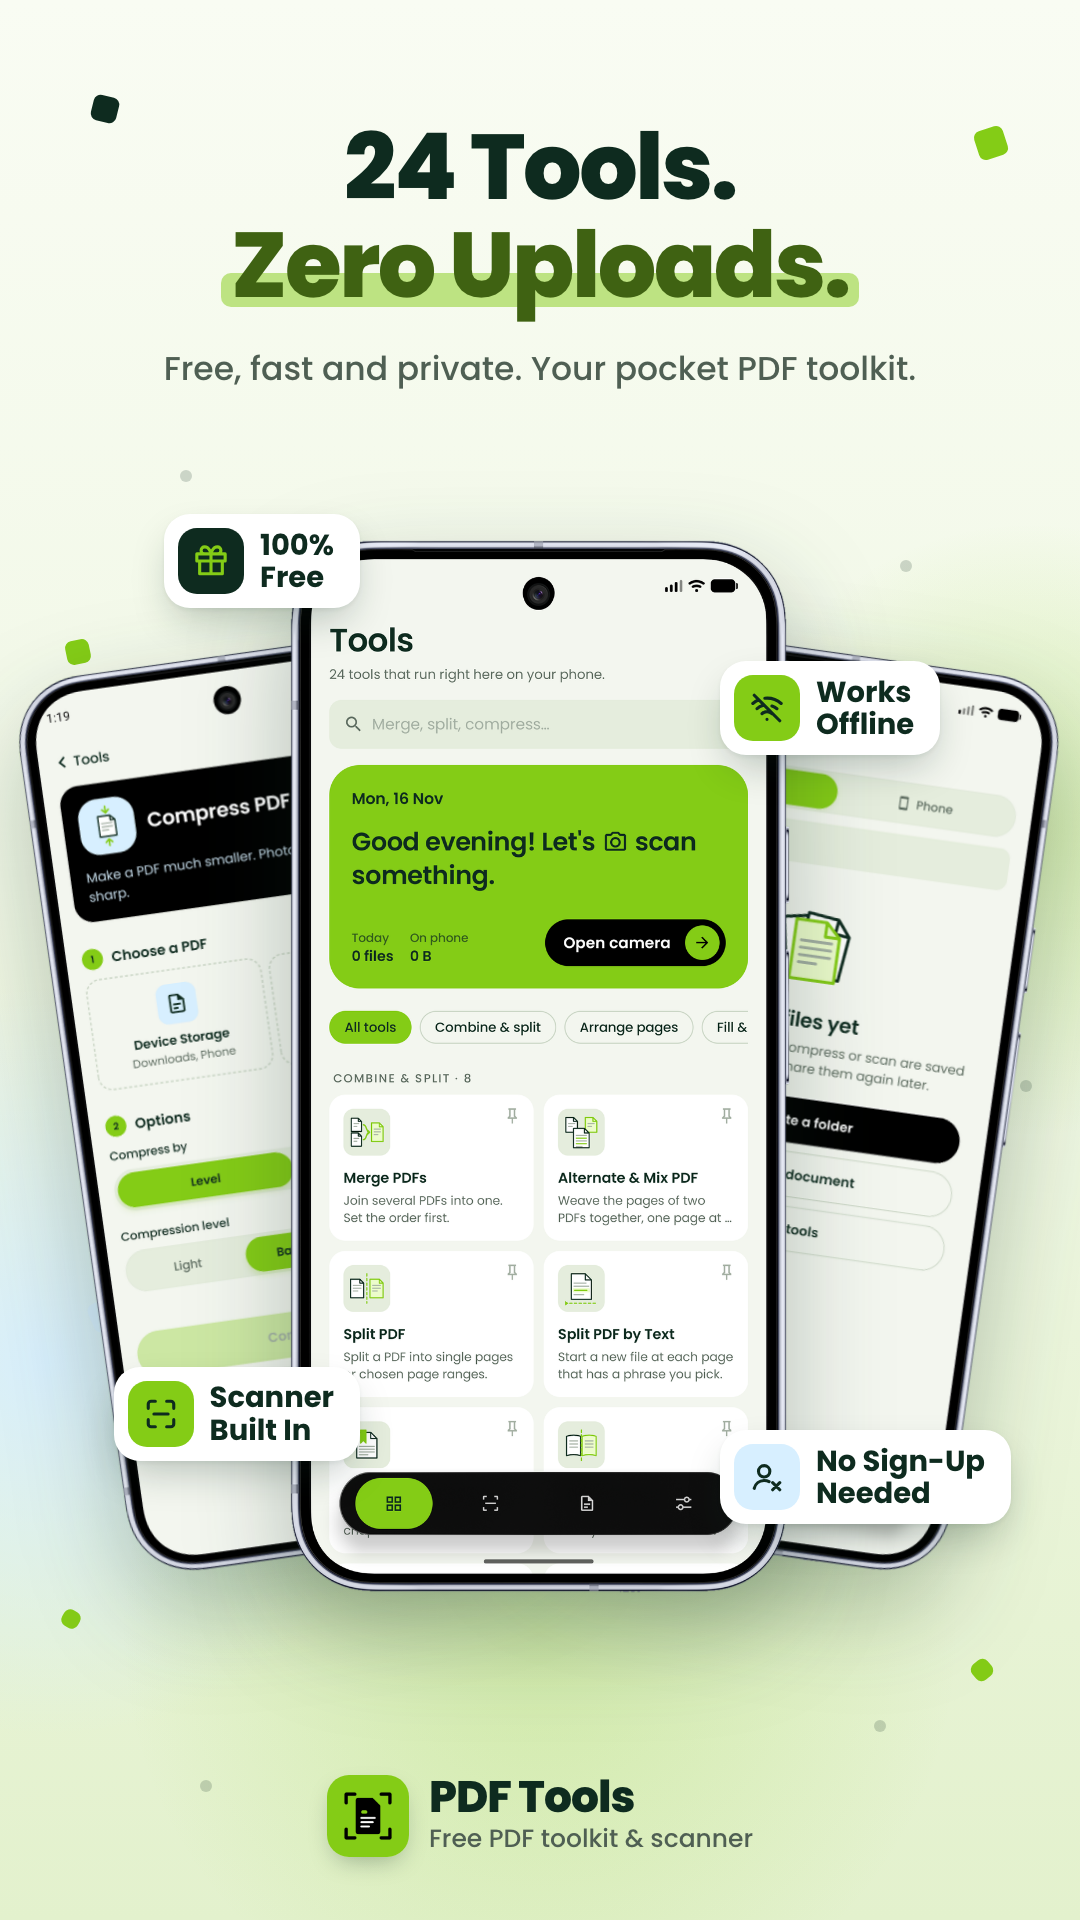 24 Tools.
Zero Uploads.
Free, fast and private. Your pocket PDF toolkit.
100%
Free
Works
Offline
Scanner
Built In
No Sign-Up
Needed
1:19
Tools
Compress PDF
Make a PDF much smaller.
sharp.
1 Choose a PDF
Device Storage
Downloads, Phone
2 Options
Compress by
Level
Compression level
Light
Tools
24 tools that run right here on your phone.
Merge, split, compress...
Mon, 16 Nov
Good evening! Let's scan
something.
Today On phone
0 files 0 B
Open camera
All tools Combine & split Arrange pages Fill &
COMBINE & SPLIT · 8
Merge PDFs
Join several PDFs into one.
Set the order first.
Alternate & Mix PDF
Weave the pages of two
PDFs together, one page at ...
Split PDF
Split a PDF into single pages
chosen page ranges.
Split PDF by Text
Start a new file at each page
that has a phrase you pick.
Phone
yet
or scan are saved
them again later.
a folder
document
tools
PDF Tools
Free PDF toolkit & scanner